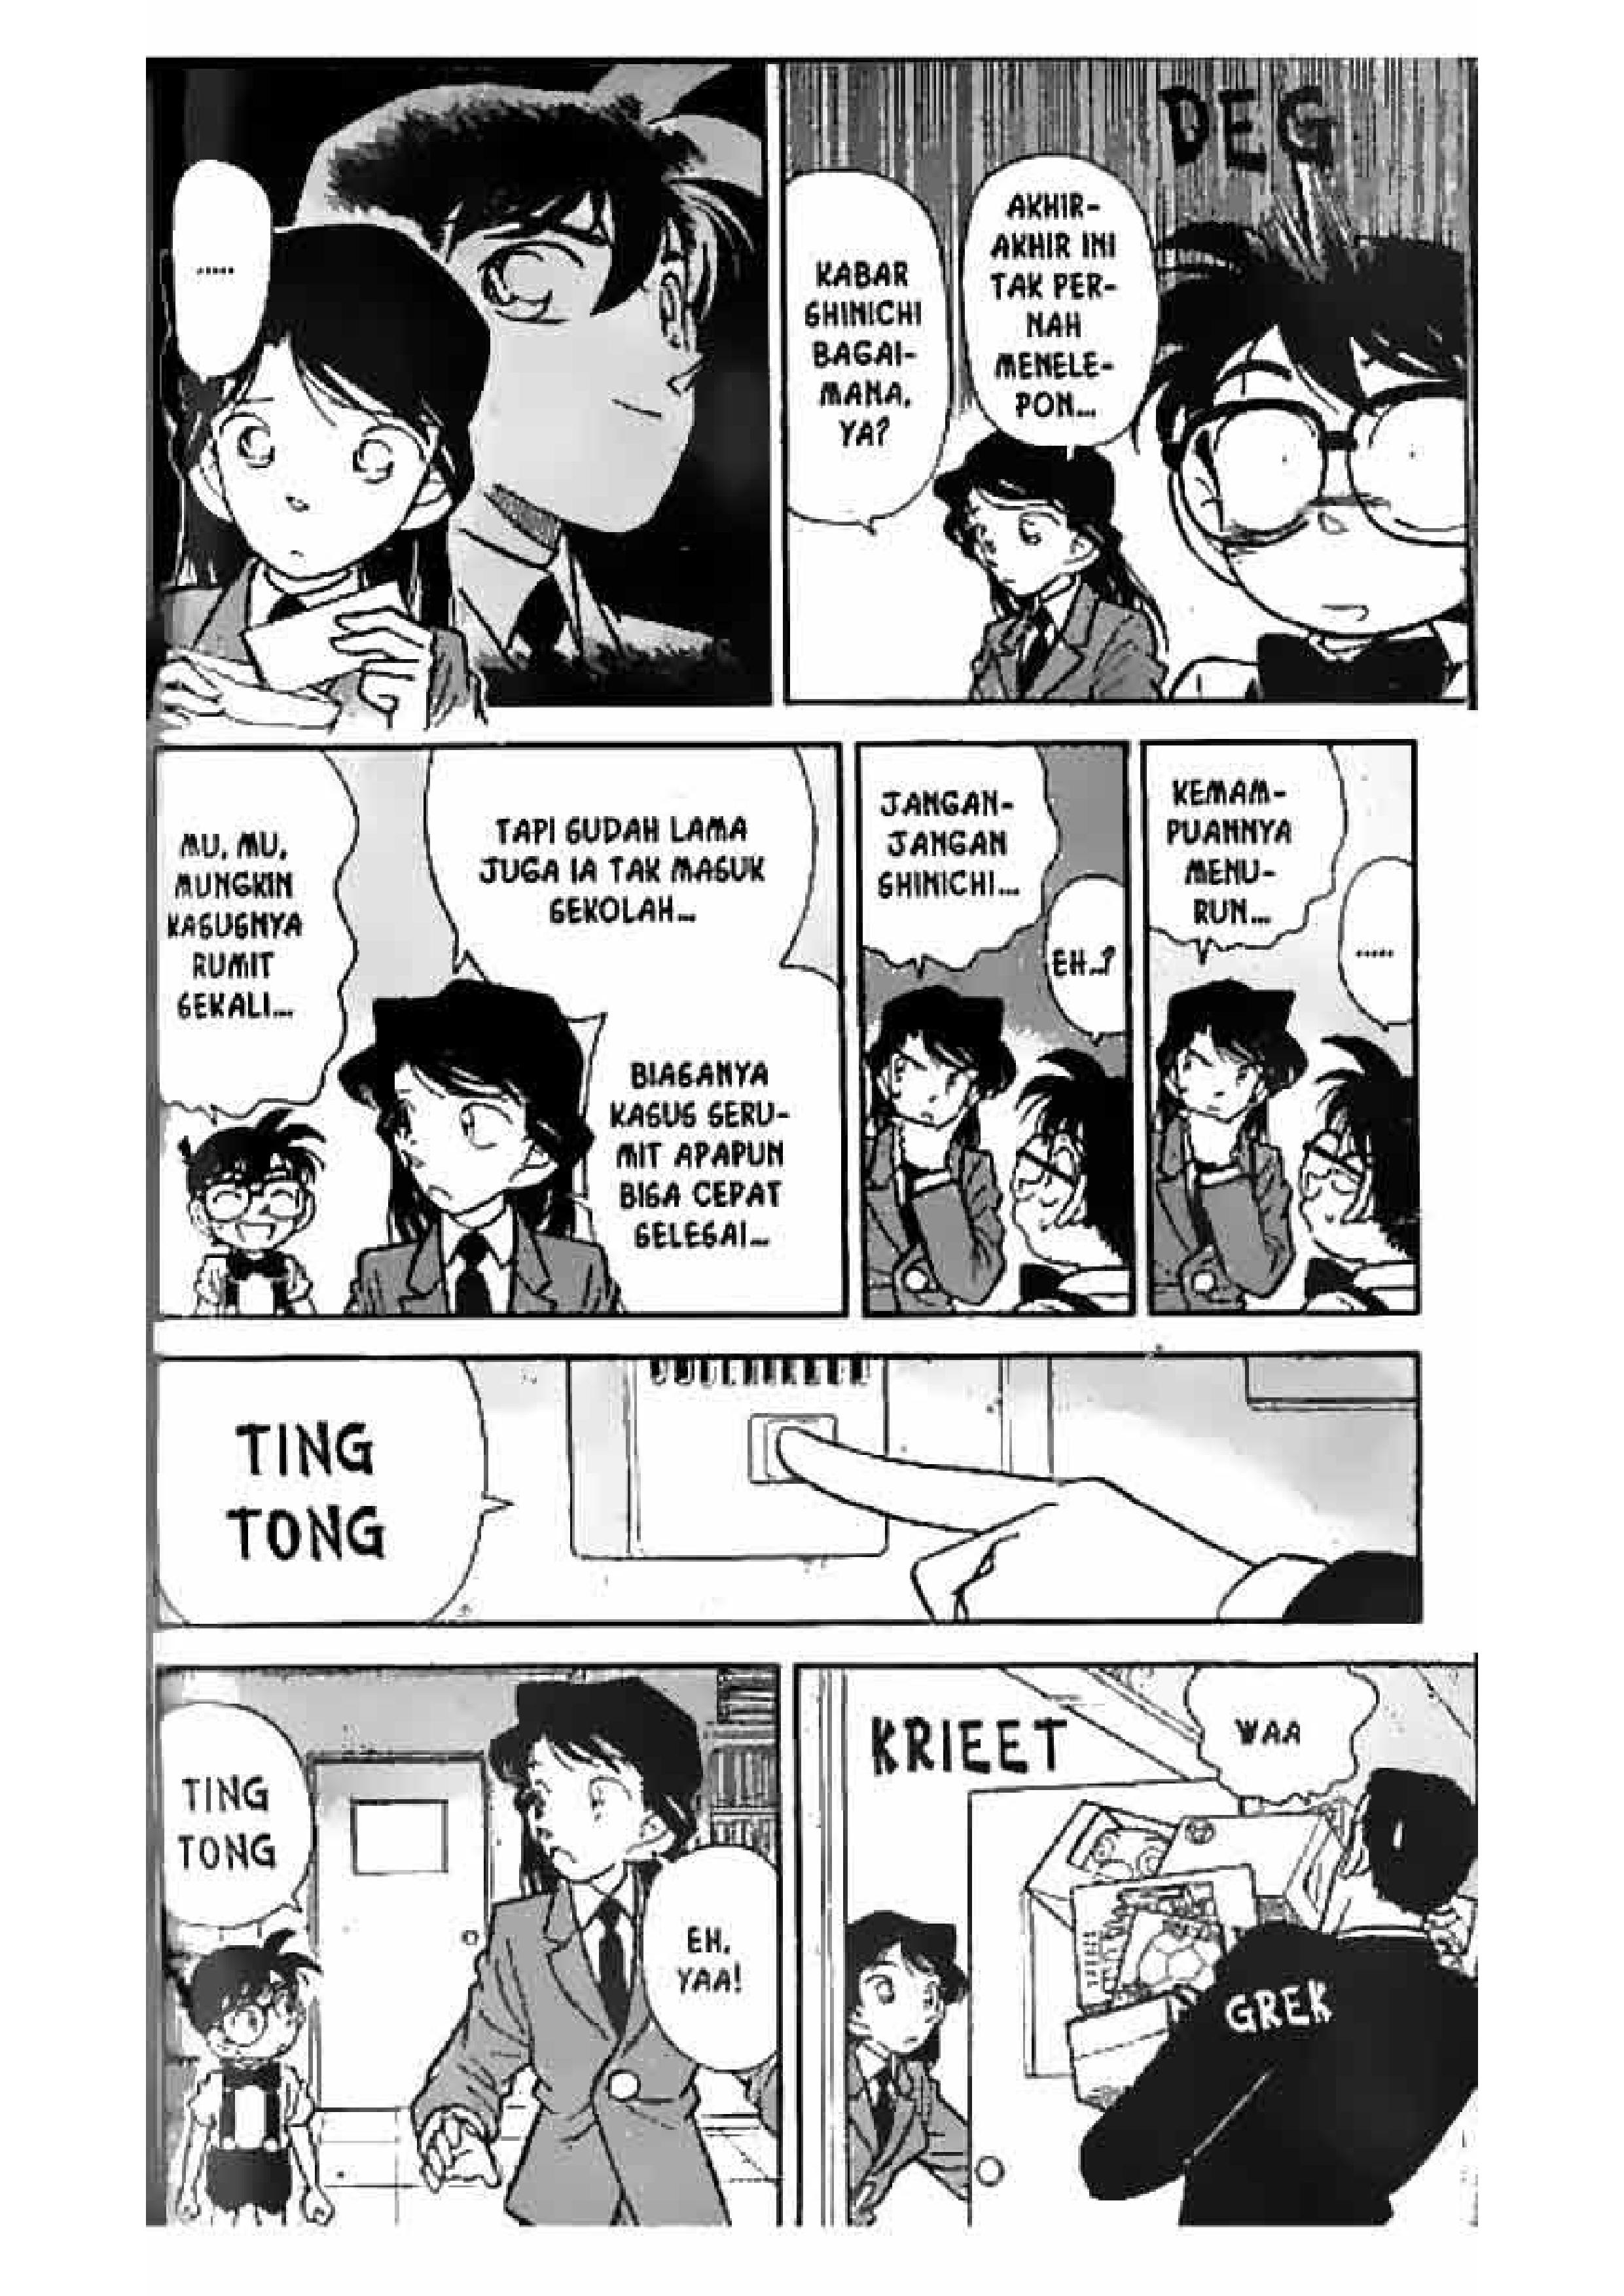 .....
KABAR
SHINICHI
BAGAI-
MANA,
YA?
AKHIR-
AKHIR INI
TAK PER-
NAH
MENELE-
PON...
DEG
MU, MU,
MUNGKIN
KASUSNYA
RUMIT
SEKALI...
TAPI SUDAH LAMA
JUGA IA TAK MASUK
SEKOLAH...
BIASANYA
KASUS SERU-
MIT APAPUN
BISA CEPAT
SELESAI...
JANGAN-
JANGAN
SHINICHI...
EH..?
KEMAM-
PUANNYA
MENU-
RUN...
.....
TING
TONG
TING
TONG
EH,
YAA!
KRIEET
WAA
GREK